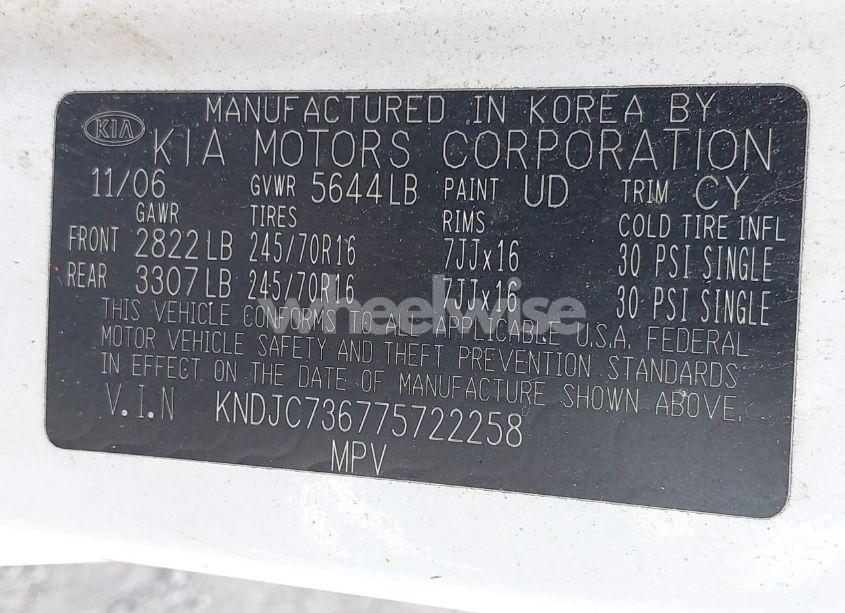 MANUFACTURED IN KOREA BY
KIA KIA MOTORS CORPORATION
11/06 GVWR 5644LB PAINT UD TRIM CY
GAWR TIRES RIMS COLD TIRE INFL
FRONT 2822LB 245/70R16 7JJx16 30 PSI SINGLE
REAR 3307LB 245/70R16 7JJx16 30 PSI SINGLE
wheelwise
THIS VEHICLE CONFORMS TO ALL APPLICABLE U.S.A. FEDERAL
MOTOR VEHICLE SAFETY AND THEFT PREVENTION STANDARDS
IN EFFECT ON THE DATE OF MANUFACTURE SHOWN ABOVE.
V.I.N KNDJC736775722258
MPV